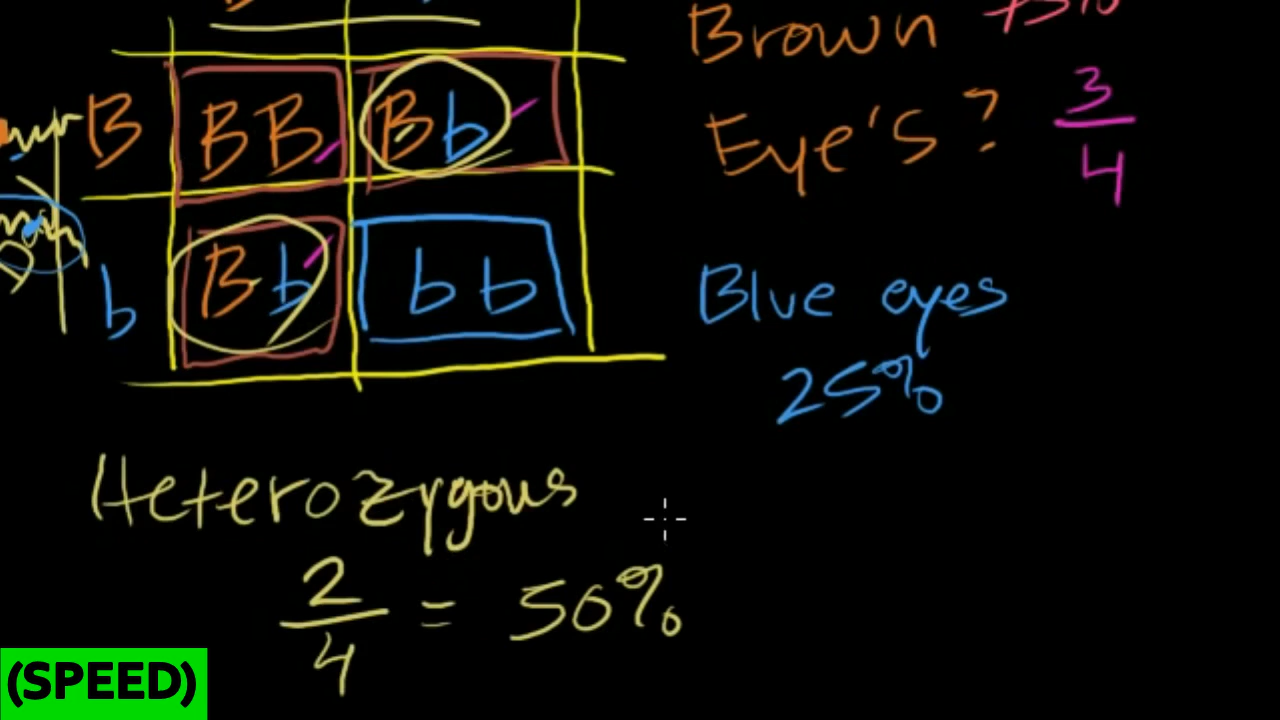 Brown
Eye's? 3/4
B BB Bb
b Bb bb
Blue eyes
25%
Heterozygous
2/4 = 50%
(SPEED)